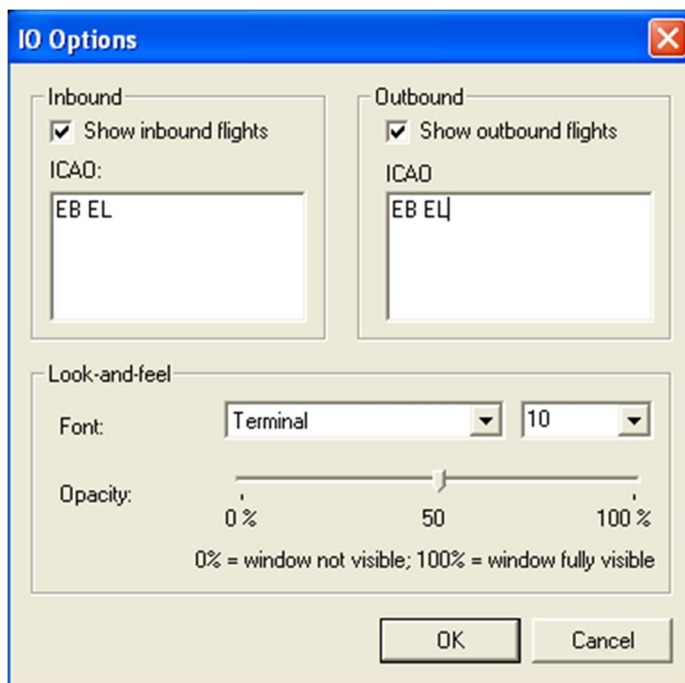 IO Options
Inbound
Show inbound flights
ICAO:
EB EL
Outbound
Show outbound flights
ICAO
EB EL
Look-and-feel
Font:
Terminal
10
Opacity:
0 %
50
100 %
0% = window not visible; 100% = window fully visible
OK
Cancel